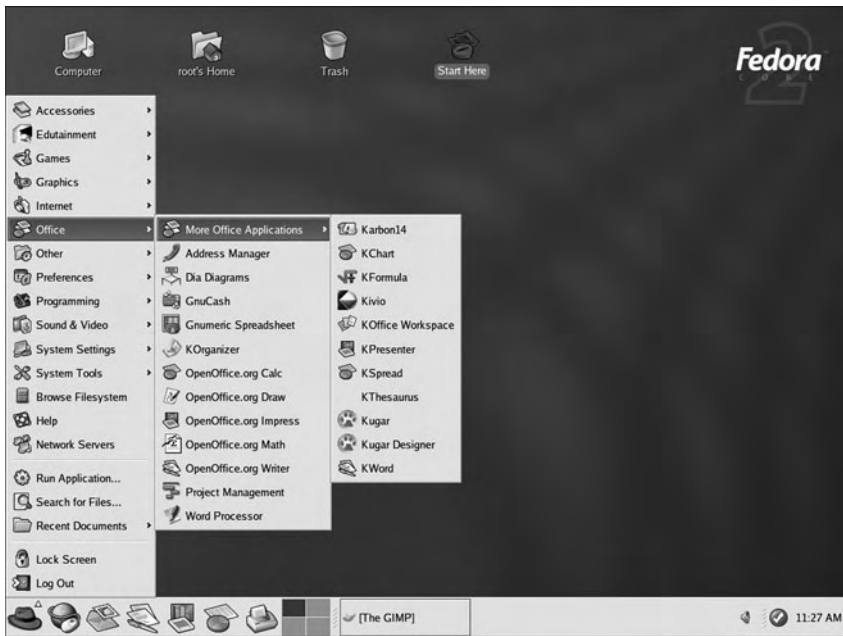 Computer
root's Home
Trash
Start Here
Fedora
CORE
2
Accessories
Edutainment
Games
Graphics
Internet
Office
Other
Preferences
Programming
Sound & Video
System Settings
System Tools
Browse Filesystem
Help
Network Servers
Run Application...
Search for Files...
Recent Documents
Lock Screen
Log Out
More Office Applications
Address Manager
Dia Diagrams
GnuCash
Gnumeric Spreadsheet
KOrganizer
OpenOffice.org Calc
OpenOffice.org Draw
OpenOffice.org Impress
OpenOffice.org Math
OpenOffice.org Writer
Project Management
Word Processor
Karbon14
KChart
KFormula
Kivio
KOffice Workspace
KPresenter
KSpread
KThesaurus
Kugar
Kugar Designer
KWord
[The GIMP]
11:27 AM